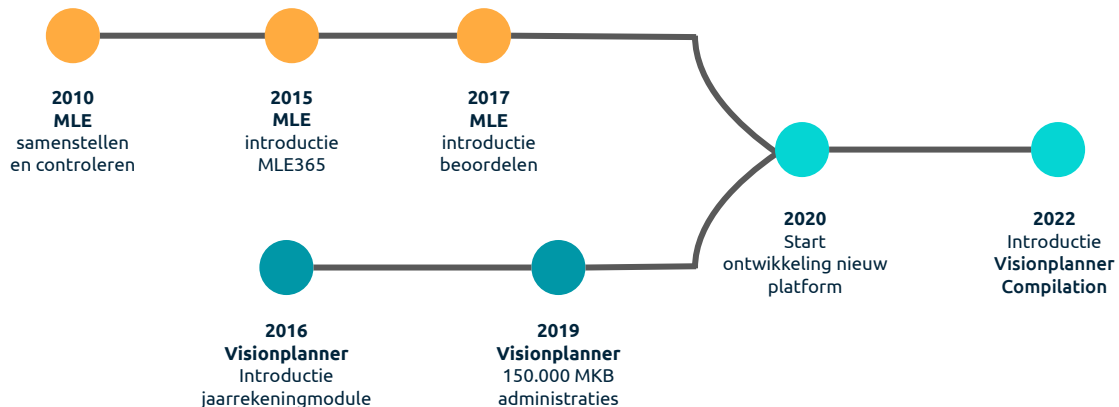 2010
MLE
samenstellen
en controleren
2015
MLE
introductie
MLE365
2017
MLE
introductie
beoordelen
2020
Start
ontwikkeling nieuw
platform
2022
Introductie
Visionplanner
Compilation
2016
Visionplanner
Introductie
jaarrekeningmodule
2019
Visionplanner
150.000 MKB
administraties